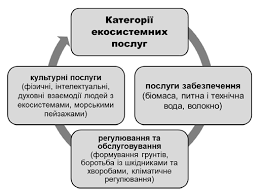 Категорії
екосистемних
послуг
культурні послуги
(фізичні, інтелектуальні,
духовні взаємодії людей з
екосистемами, морськими
пейзажами)
послуги забезпечення
(біомаса, питна і технічна
вода, волокно)
регулювання та
обслуговування
(формування ґрунтів,
боротьба із шкідниками та
хворобами, кліматичне
регулювання)